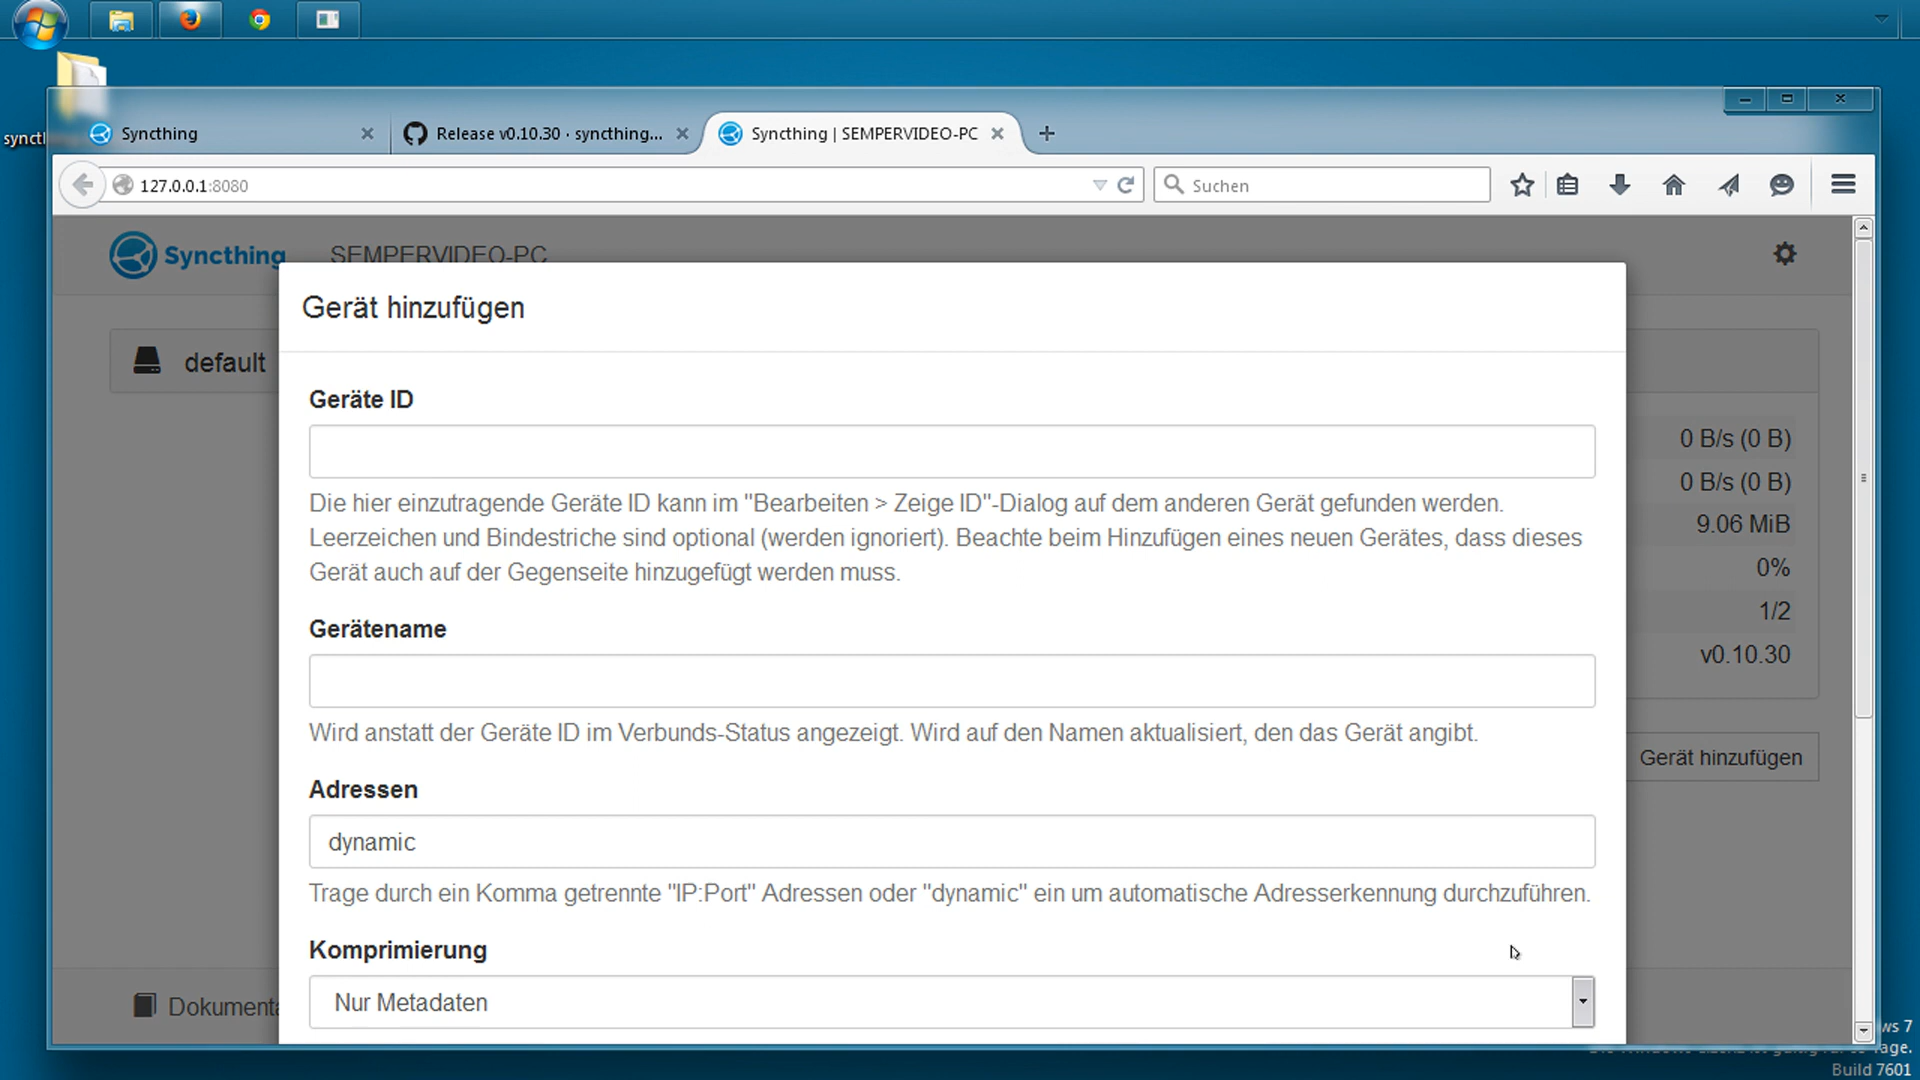 Syncthing
Release v0.10.30 · syncthing...
Syncthing | SEMPERVIDEO-PC
127.0.0.1:8080
Suchen
Syncthing
SEMPERVIDEO-PC
Gerät hinzufügen
default
Geräte ID
0 B/s (0 B)
0 B/s (0 B)
Die hier einzutragende Geräte ID kann im "Bearbeiten > Zeige ID"-Dialog auf dem anderen Gerät gefunden werden.
9.06 MiB
Leerzeichen und Bindestriche sind optional (werden ignoriert). Beachte beim Hinzufügen eines neuen Gerätes, dass dieses
Gerät auch auf der Gegenseite hinzugefügt werden muss.
0%
1/2
Gerätename
v0.10.30
Wird anstatt der Geräte ID im Verbunds-Status angezeigt. Wird auf den Namen aktualisiert, den das Gerät angibt.
Gerät hinzufügen
Adressen
dynamic
Trage durch ein Komma getrennte "IP:Port" Adressen oder "dynamic" ein um automatische Adresserkennung durchzuführen.
Komprimierung
Nur Metadaten
Build 7601